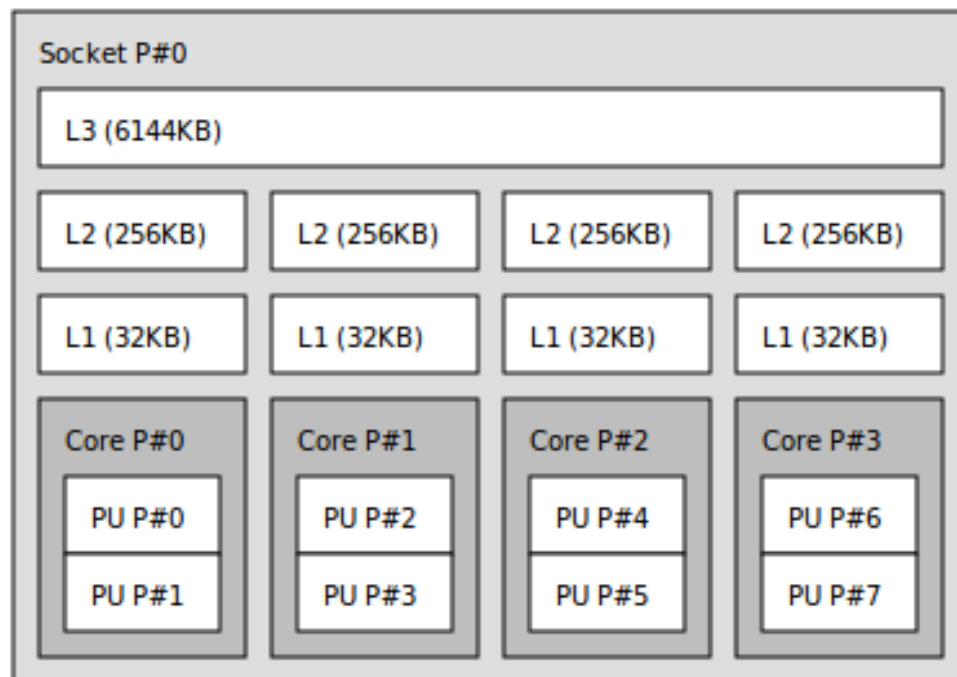 Socket P#0
L3 (6144KB)
L2 (256KB) L2 (256KB) L2 (256KB) L2 (256KB)
L1 (32KB) L1 (32KB) L1 (32KB) L1 (32KB)
Core P#0 Core P#1 Core P#2 Core P#3
PU P#0 PU P#2 PU P#4 PU P#6
PU P#1 PU P#3 PU P#5 PU P#7